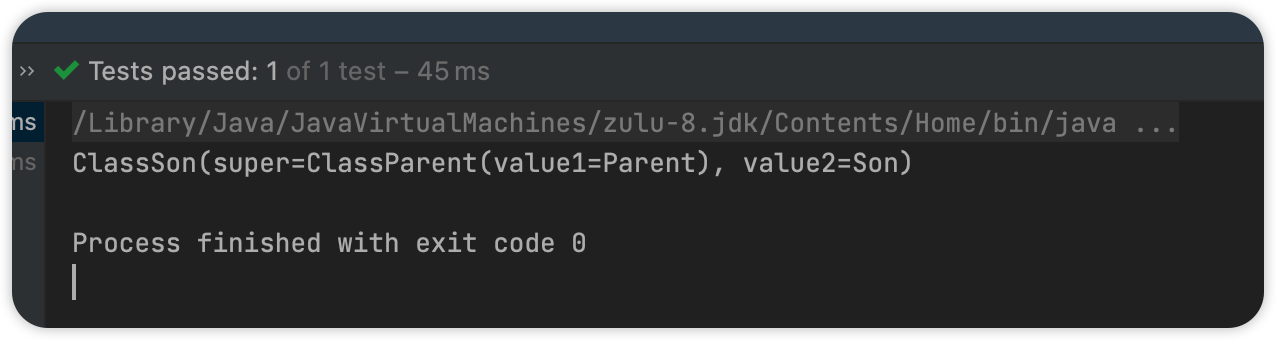 ›› Tests passed: 1 of 1 test – 45 ms
ms /Library/Java/JavaVirtualMachines/zulu-8.jdk/Contents/Home/bin/java ...
ms ClassSon(super=ClassParent(value1=Parent), value2=Son)
Process finished with exit code 0